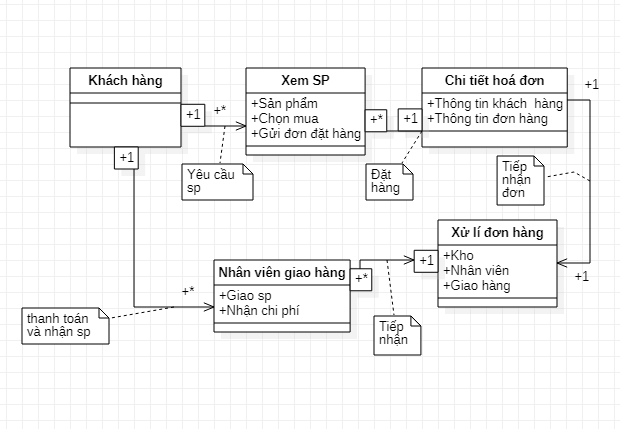 Khách hàng
Xem SP
+Sản phẩm
+Chọn mua
+Gửi đơn đặt hàng
Chi tiết hoá đơn
+Thông tin khách hàng
+Thông tin đơn hàng
+1
+1
+*
+*
+1
+1
Yêu cầu
sp
Đặt
hàng
Tiếp
nhận
đơn
Xử lí đơn hàng
+Kho
+Nhân viên
+Giao hàng
Nhân viên giao hàng
+Giao sp
+Nhận chi phí
+*
+1
+1
+*
thanh toán
và nhận sp
Tiếp
nhận